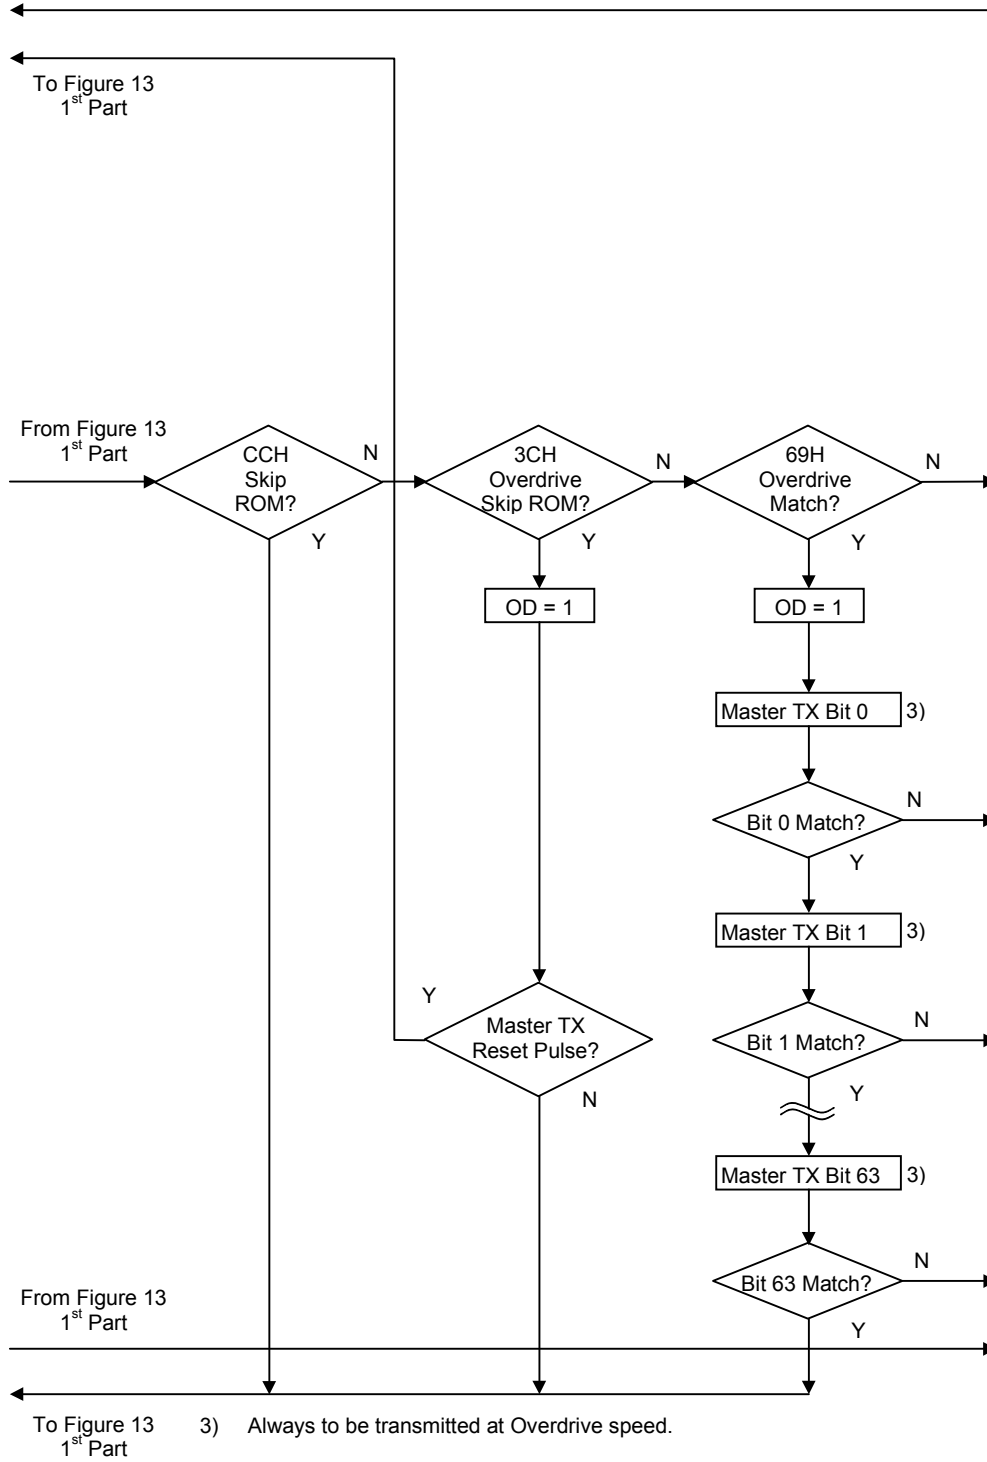 To Figure 13
1st Part
From Figure 13
1st Part
CCH
Skip
ROM?
N
Y
3CH
Overdrive
Skip ROM?
N
Y
69H
Overdrive
Match?
N
Y
OD = 1
OD = 1
Master TX Bit 0 3)
Bit 0 Match?
N
Y
Master TX Bit 1 3)
Y
Master TX
Reset Pulse?
N
Bit 1 Match?
N
Y
Master TX Bit 63 3)
Bit 63 Match?
N
Y
From Figure 13
1st Part
To Figure 13
1st Part
3) Always to be transmitted at Overdrive speed.